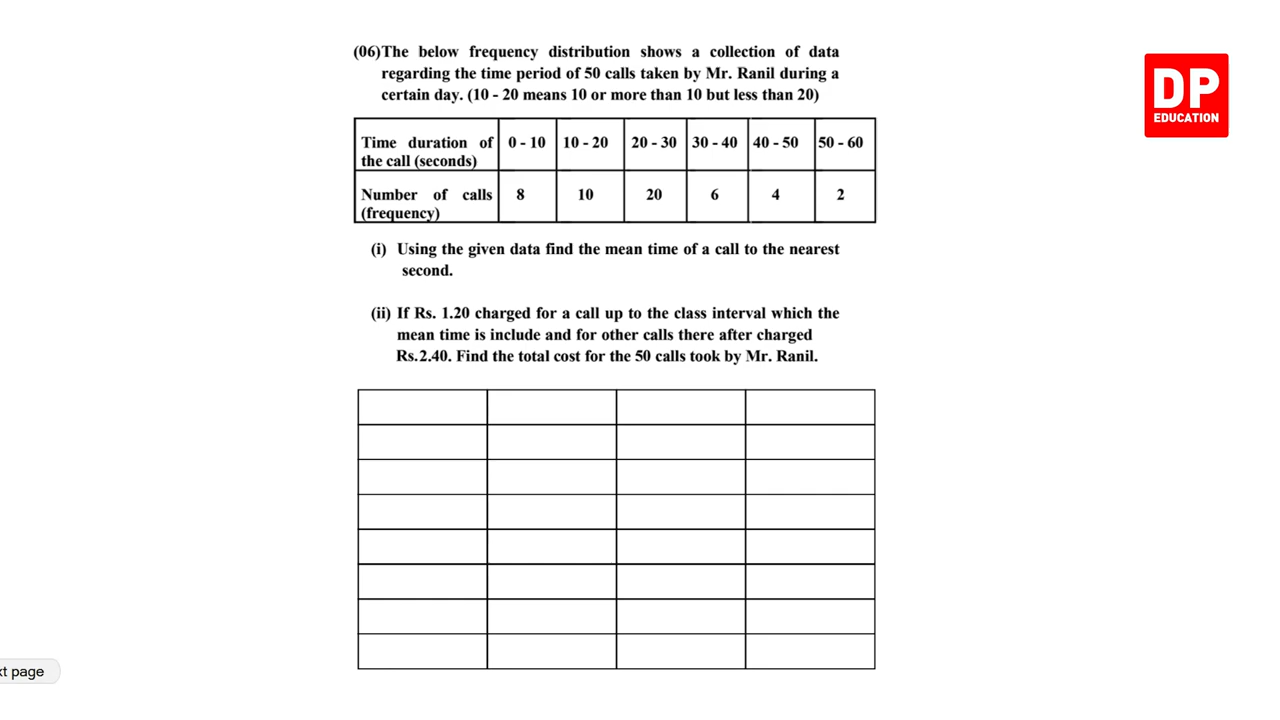 (06)The below frequency distribution shows a collection of data
regarding the time period of 50 calls taken by Mr. Ranil during a
certain day. (10 - 20 means 10 or more than 10 but less than 20)
DP
EDUCATION
Time duration of the call (seconds) 0 - 10 10 - 20 20 - 30 30 - 40 40 - 50 50 - 60
Number of calls (frequency) 8 10 20 6 4 2
(i) Using the given data find the mean time of a call to the nearest
second.
(ii) If Rs. 1.20 charged for a call up to the class interval which the
mean time is include and for other calls there after charged
Rs.2.40. Find the total cost for the 50 calls took by Mr. Ranil.
xt page